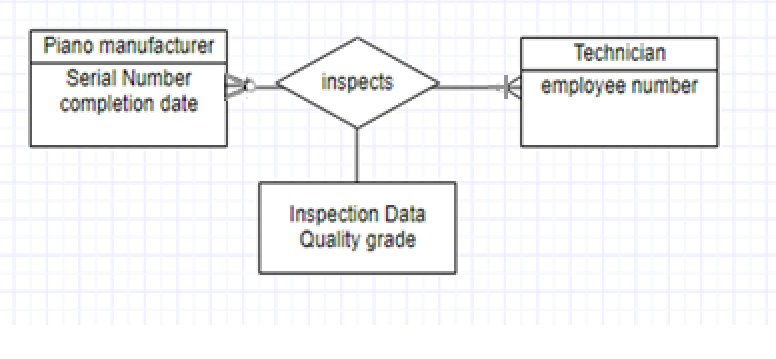 Piano manufacturer
Serial Number
completion date
inspects
Technician
employee number
Inspection Data
Quality grade